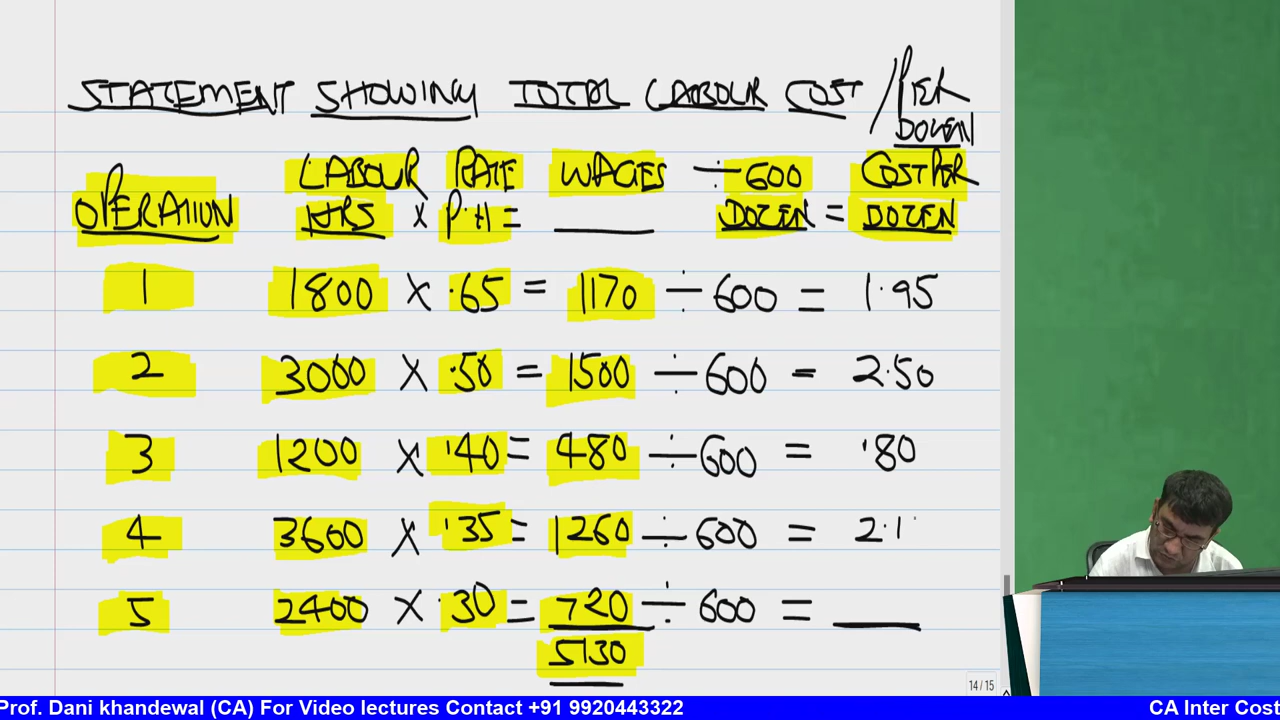 STATEMENT SHOWING TOTAL LABOUR COST / PER DOZEN
OPERATION LABOUR HRS × RATE P.H = WAGES ÷ 600 DOZEN = COST PER DOZEN
1 1800 × .65 = 1170 ÷ 600 = 1.95
2 3000 × .50 = 1500 ÷ 600 = 2.50
3 1200 × .40 = 480 ÷ 600 = .80
4 3600 × .35 = 1260 ÷ 600 = 2.1
5 2400 × .30 = 720 ÷ 600 =
5130
14 / 15
Prof. Dani khandewal (CA) For Video lectures Contact +91 9920443322
CA Inter Cost